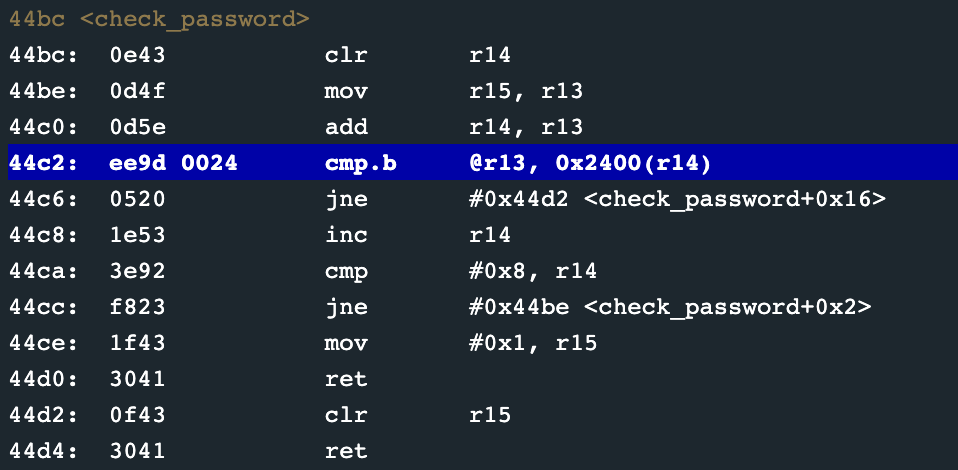 44bc <check_password>
44bc: 0e43 clr r14
44be: 0d4f mov r15, r13
44c0: 0d5e add r14, r13
44c2: ee9d 0024 cmp.b @r13, 0x2400(r14)
44c6: 0520 jne #0x44d2 <check_password+0x16>
44c8: 1e53 inc r14
44ca: 3e92 cmp #0x8, r14
44cc: f823 jne #0x44be <check_password+0x2>
44ce: 1f43 mov #0x1, r15
44d0: 3041 ret
44d2: 0f43 clr r15
44d4: 3041 ret